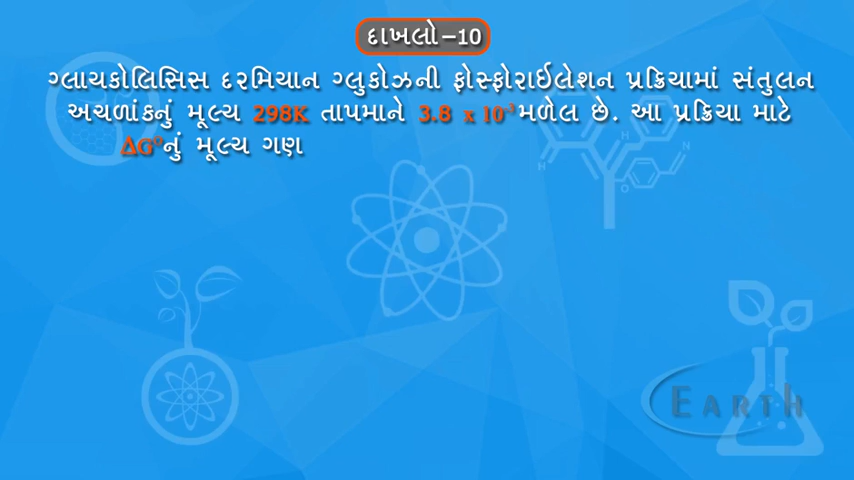 દાખલો–10
ગ્લાયકોલિસિસ દરમિયાન ગ્લુકોઝની ફોસ્ફોરાઈલેશન પ્રક્રિયામાં સંતુલન
અચળાંકનું મૂલ્ય 298K તાપમાને 3.8 x 10⁻³ મળેલ છે. આ પ્રક્રિયા માટે
ΔG°નું મૂલ્ય ગણ
H
N
H
O
N
EARTH